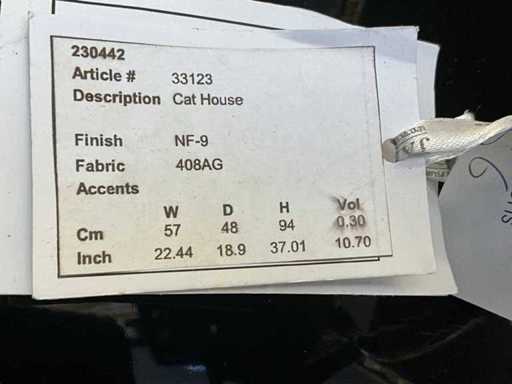 230442
Article # 33123
Description Cat House
Finish NF-9
Fabric 408AG
Accents
W D H Vol
Cm 57 48 94 0.30
Inch 22.44 18.9 37.01 10.70